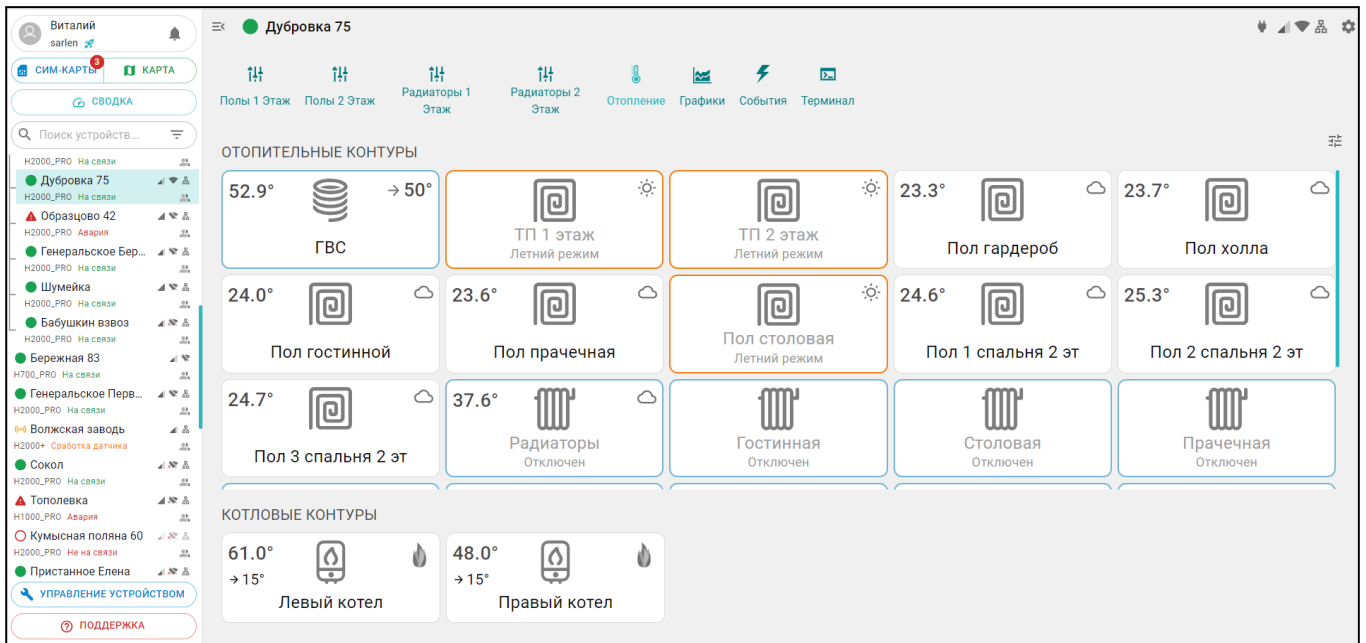 Виталий
sarlen
СИМ-КАРТЫ 3
КАРТА
СВОДКА
Поиск устройств...
H2000_PRO На связи
Дубровка 75
H2000_PRO На связи
Образцово 42
H2000_PRO Авария
Генеральское Бер...
H2000_PRO На связи
Шумейка
H2000_PRO На связи
Бабушкин взвоз
H2000_PRO На связи
Бережная 83
H700_PRO На связи
Генеральское Перв...
H2000_PRO На связи
Волжская заводь
H2000+ Сработка датчика
Сокол
H2000_PRO На связи
Тополевка
H1000_PRO Авария
Кумысная поляна 60
H2000_PRO Не на связи
Пристанное Елена
УПРАВЛЕНИЕ УСТРОЙСТВОМ
ПОДДЕРЖКА
Дубровка 75
Полы 1 Этаж
Полы 2 Этаж
Радиаторы 1
Этаж
Радиаторы 2
Этаж
Отопление
Графики
События
Терминал
ОТОПИТЕЛЬНЫЕ КОНТУРЫ
52.9° → 50°
ГВС
ТП 1 этаж
Летний режим
ТП 2 этаж
Летний режим
23.3°
Пол гардероб
23.7°
Пол холла
24.0°
Пол гостинной
23.6°
Пол прачечная
Пол столовая
Летний режим
24.6°
Пол 1 спальня 2 эт
25.3°
Пол 2 спальня 2 эт
24.7°
Пол 3 спальня 2 эт
37.6°
Радиаторы
Отключен
Гостинная
Отключен
Столовая
Отключен
Прачечная
Отключен
КОТЛОВЫЕ КОНТУРЫ
61.0°
→ 15°
Левый котел
48.0°
→ 15°
Правый котел